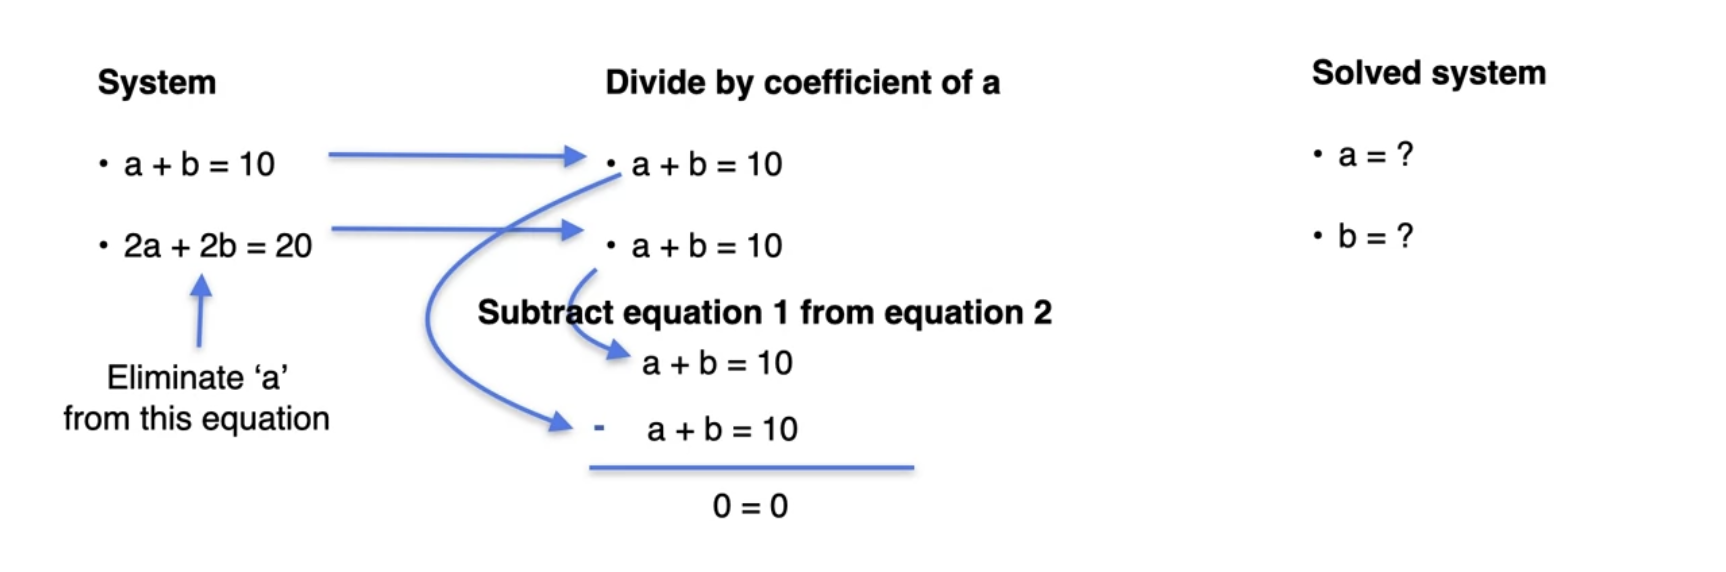 System
• a + b = 10
• 2a + 2b = 20
Eliminate ‘a’
from this equation
Divide by coefficient of a
• a + b = 10
• a + b = 10
Subtract equation 1 from equation 2
a + b = 10
- a + b = 10
0 = 0
Solved system
• a = ?
• b = ?